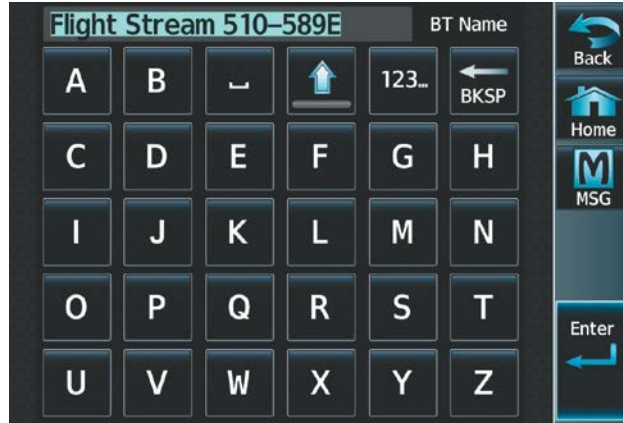 Flight Stream 510–589E BT Name
Back
A B 123... BKSP
Home
C D E F G H
MSG
I J K L M N
O P Q R S T
Enter
U V W X Y Z